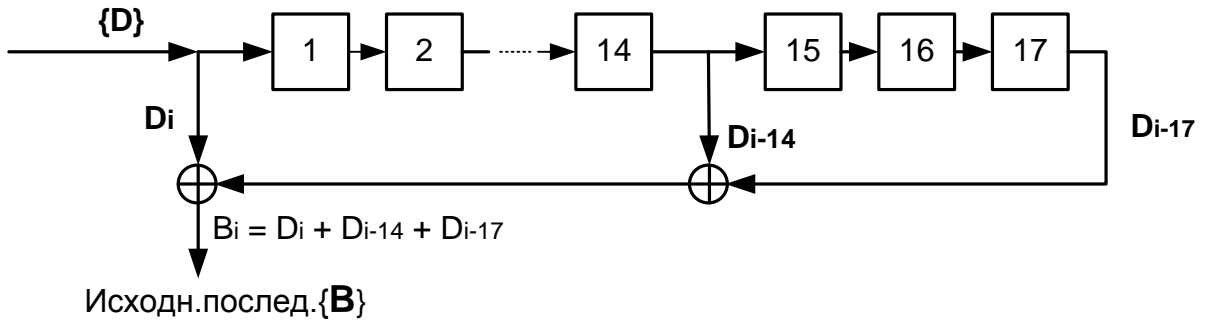 {D}
1 2 14 15 16 17
Di
Di-14
Di-17
Bi = Di + Di-14 + Di-17
Исходн.послед.{B}